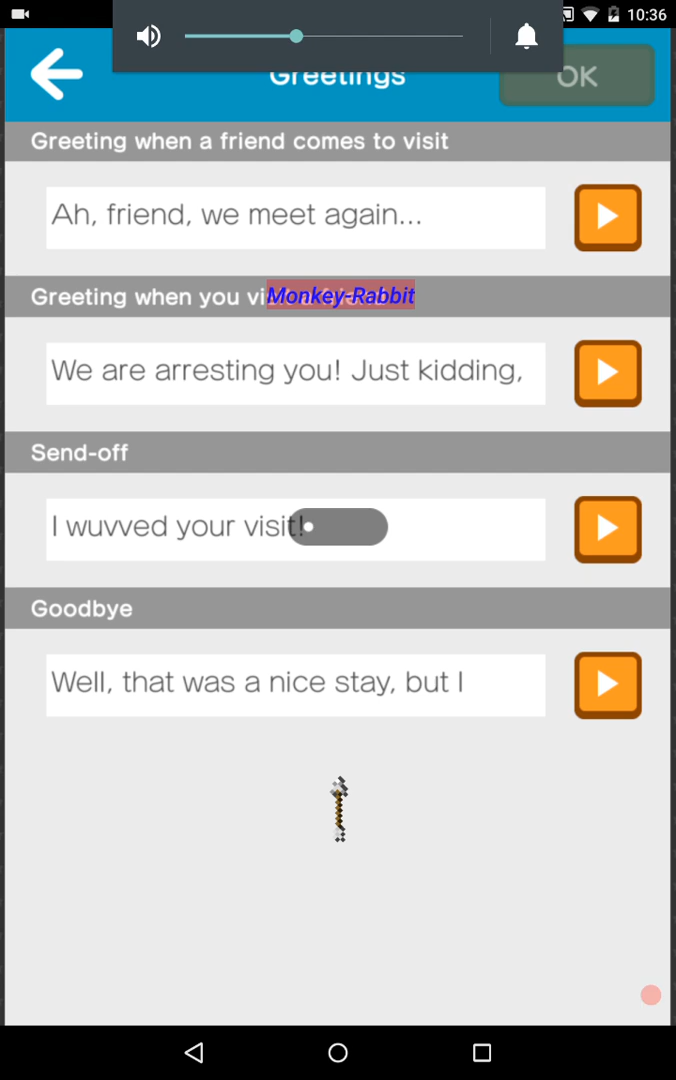 10:36
Greetings
OK
Greeting when a friend comes to visit
Ah, friend, we meet again...
Greeting when you vi
Monkey-Rabbit
We are arresting you! Just kidding,
Send-off
I wuvved your visit!
Goodbye
Well, that was a nice stay, but I